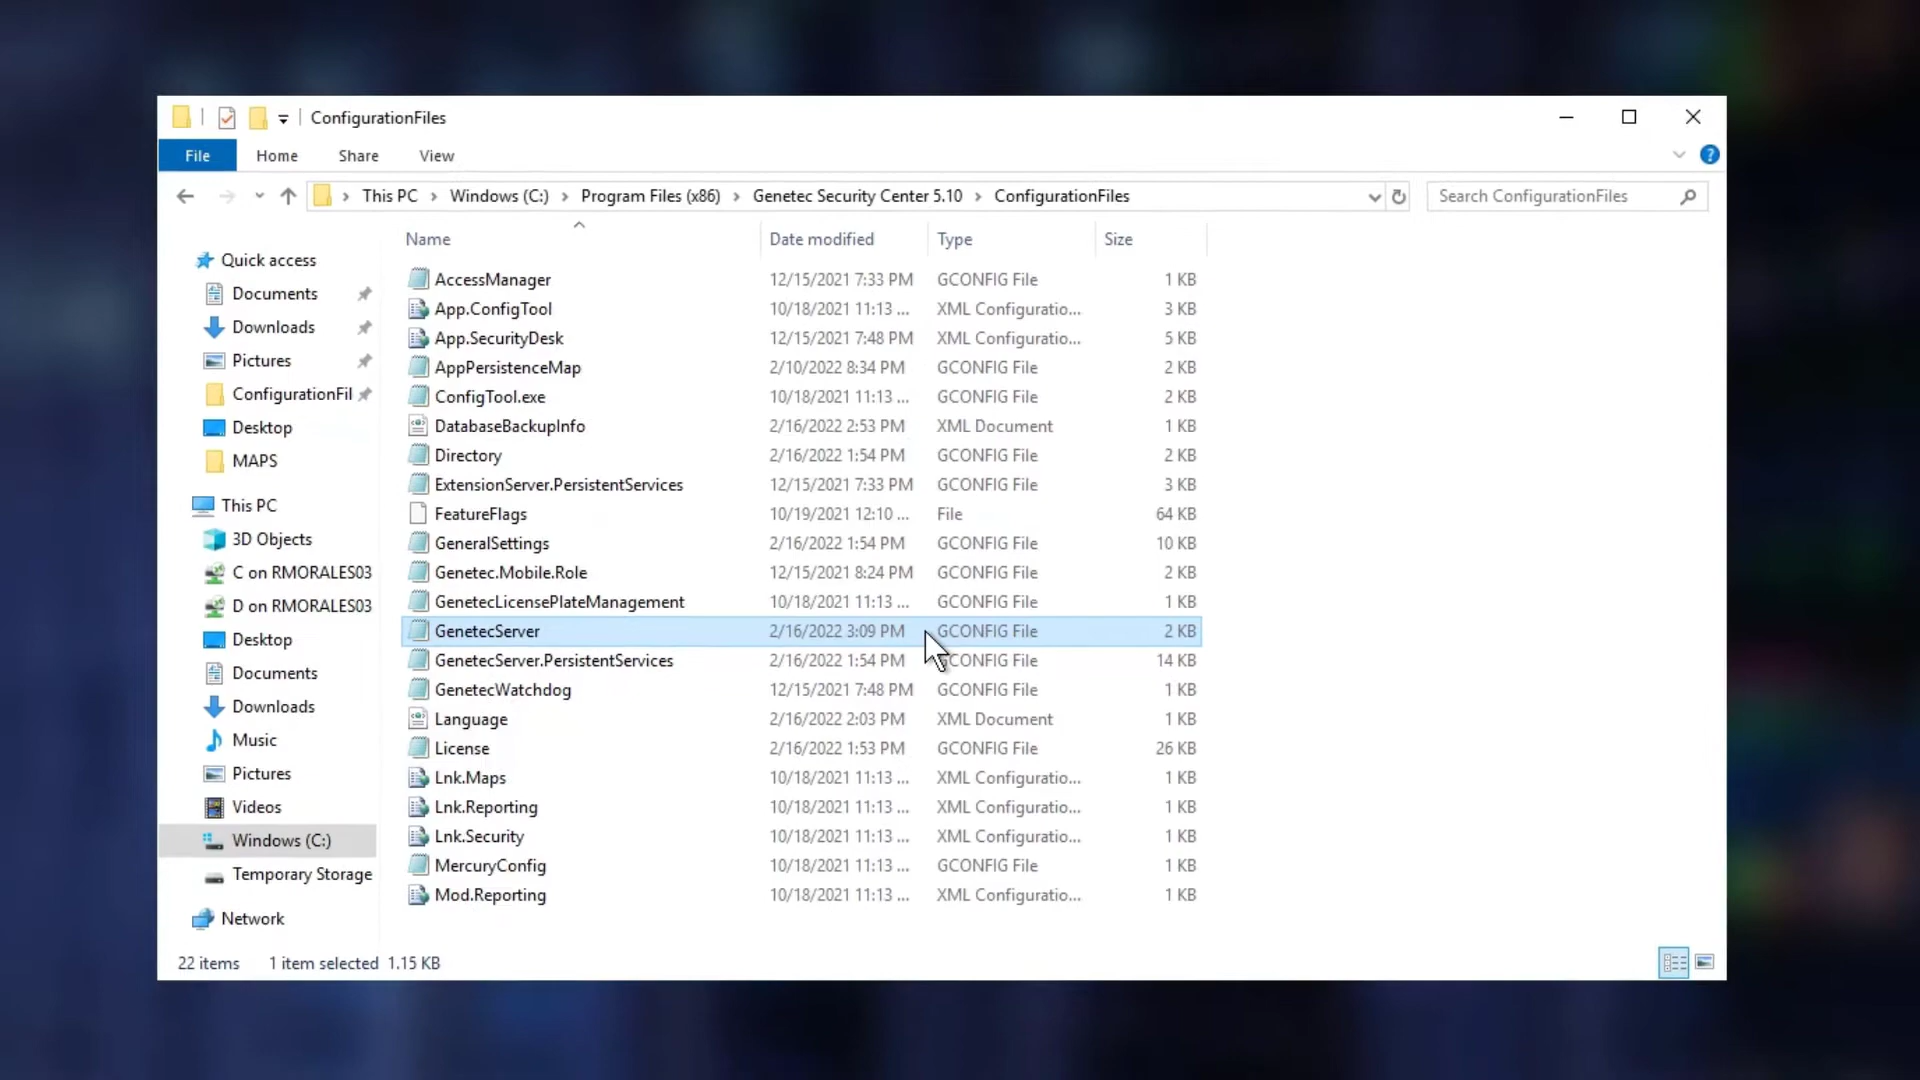 ConfigurationFiles
File Home Share View
This PC Windows (C:) Program Files (x86) Genetec Security Center 5.10 ConfigurationFiles Search ConfigurationFiles
Name Date modified Type Size
Quick access
Documents
Downloads
Pictures
ConfigurationFil
Desktop
MAPS
This PC
3D Objects
C on RMORALES03
D on RMORALES03
Desktop
Documents
Downloads
Music
Pictures
Videos
Windows (C:)
Temporary Storage
Network
AccessManager 12/15/2021 7:33 PM GCONFIG File 1 KB
App.ConfigTool 10/18/2021 11:13 ... XML Configuratio... 3 KB
App.SecurityDesk 12/15/2021 7:48 PM XML Configuratio... 5 KB
AppPersistenceMap 2/10/2022 8:34 PM GCONFIG File 2 KB
ConfigTool.exe 10/18/2021 11:13 ... GCONFIG File 2 KB
DatabaseBackupInfo 2/16/2022 2:53 PM XML Document 1 KB
Directory 2/16/2022 1:54 PM GCONFIG File 2 KB
ExtensionServer.PersistentServices 12/15/2021 7:33 PM GCONFIG File 3 KB
FeatureFlags 10/19/2021 12:10 ... File 64 KB
GeneralSettings 2/16/2022 1:54 PM GCONFIG File 10 KB
Genetec.Mobile.Role 12/15/2021 8:24 PM GCONFIG File 2 KB
GenetecLicensePlateManagement 10/18/2021 11:13 ... GCONFIG File 1 KB
GenetecServer 2/16/2022 3:09 PM GCONFIG File 2 KB
GenetecServer.PersistentServices 2/16/2022 1:54 PM GCONFIG File 14 KB
GenetecWatchdog 12/15/2021 7:48 PM GCONFIG File 1 KB
Language 2/16/2022 2:03 PM XML Document 1 KB
License 2/16/2022 1:53 PM GCONFIG File 26 KB
Lnk.Maps 10/18/2021 11:13 ... XML Configuratio... 1 KB
Lnk.Reporting 10/18/2021 11:13 ... XML Configuratio... 1 KB
Lnk.Security 10/18/2021 11:13 ... XML Configuratio... 1 KB
MercuryConfig 10/18/2021 11:13 ... GCONFIG File 1 KB
Mod.Reporting 10/18/2021 11:13 ... XML Configuratio... 1 KB
22 items 1 item selected 1.15 KB